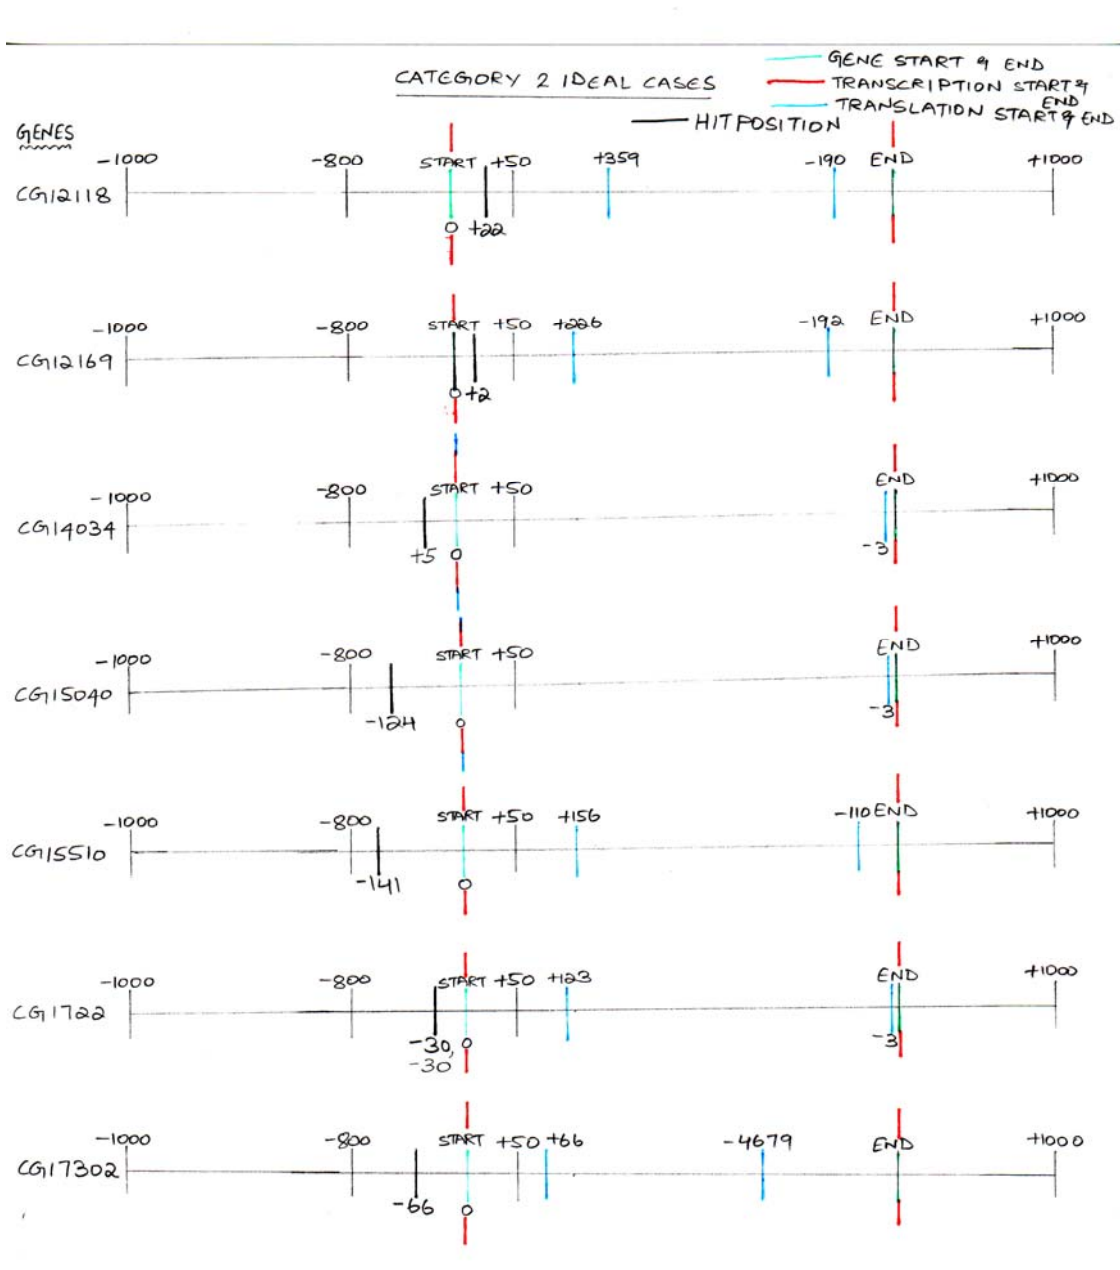 CATEGORY 2 IDEAL CASES
GENE START & END
TRANSCRIPTION START &
END
TRANSLATION START & END
HIT POSITION
GENES
-1000 -800 START +50 +359 -190 END +1000
CG12118
0 +22
-1000 -800 START +50 +226 -192 END +1000
CG12169
0 +2
-1000 -800 START +50 END +1000
CG14034
+5 0 -3
-1000 -800 START +50 END +1000
CG15040
-124 0 -3
-1000 -800 START +50 +156 -110 END +1000
CG15510
-141 0
-1000 -800 START +50 +123 END +1000
CG1722
-30, 0 -3
-30
-1000 -800 START +50 +66 -4679 END +1000
CG17302
-66 0